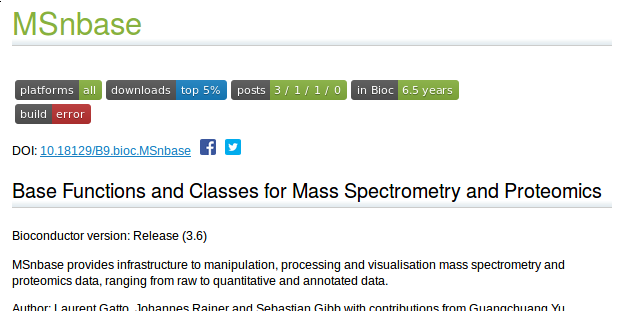 MSnbase
platforms all downloads top 5% posts 3 / 1 / 1 / 0 in Bioc 6.5 years
build error
DOI: 10.18129/B9.bioc.MSnbase
Base Functions and Classes for Mass Spectrometry and Proteomics
Bioconductor version: Release (3.6)
MSnbase provides infrastructure to manipulation, processing and visualisation mass spectrometry and
proteomics data, ranging from raw to quantitative and annotated data.
Author: Laurent Gatto, Johannes Rainer and Sebastian Gibb with contributions from Guangchuang Yu,